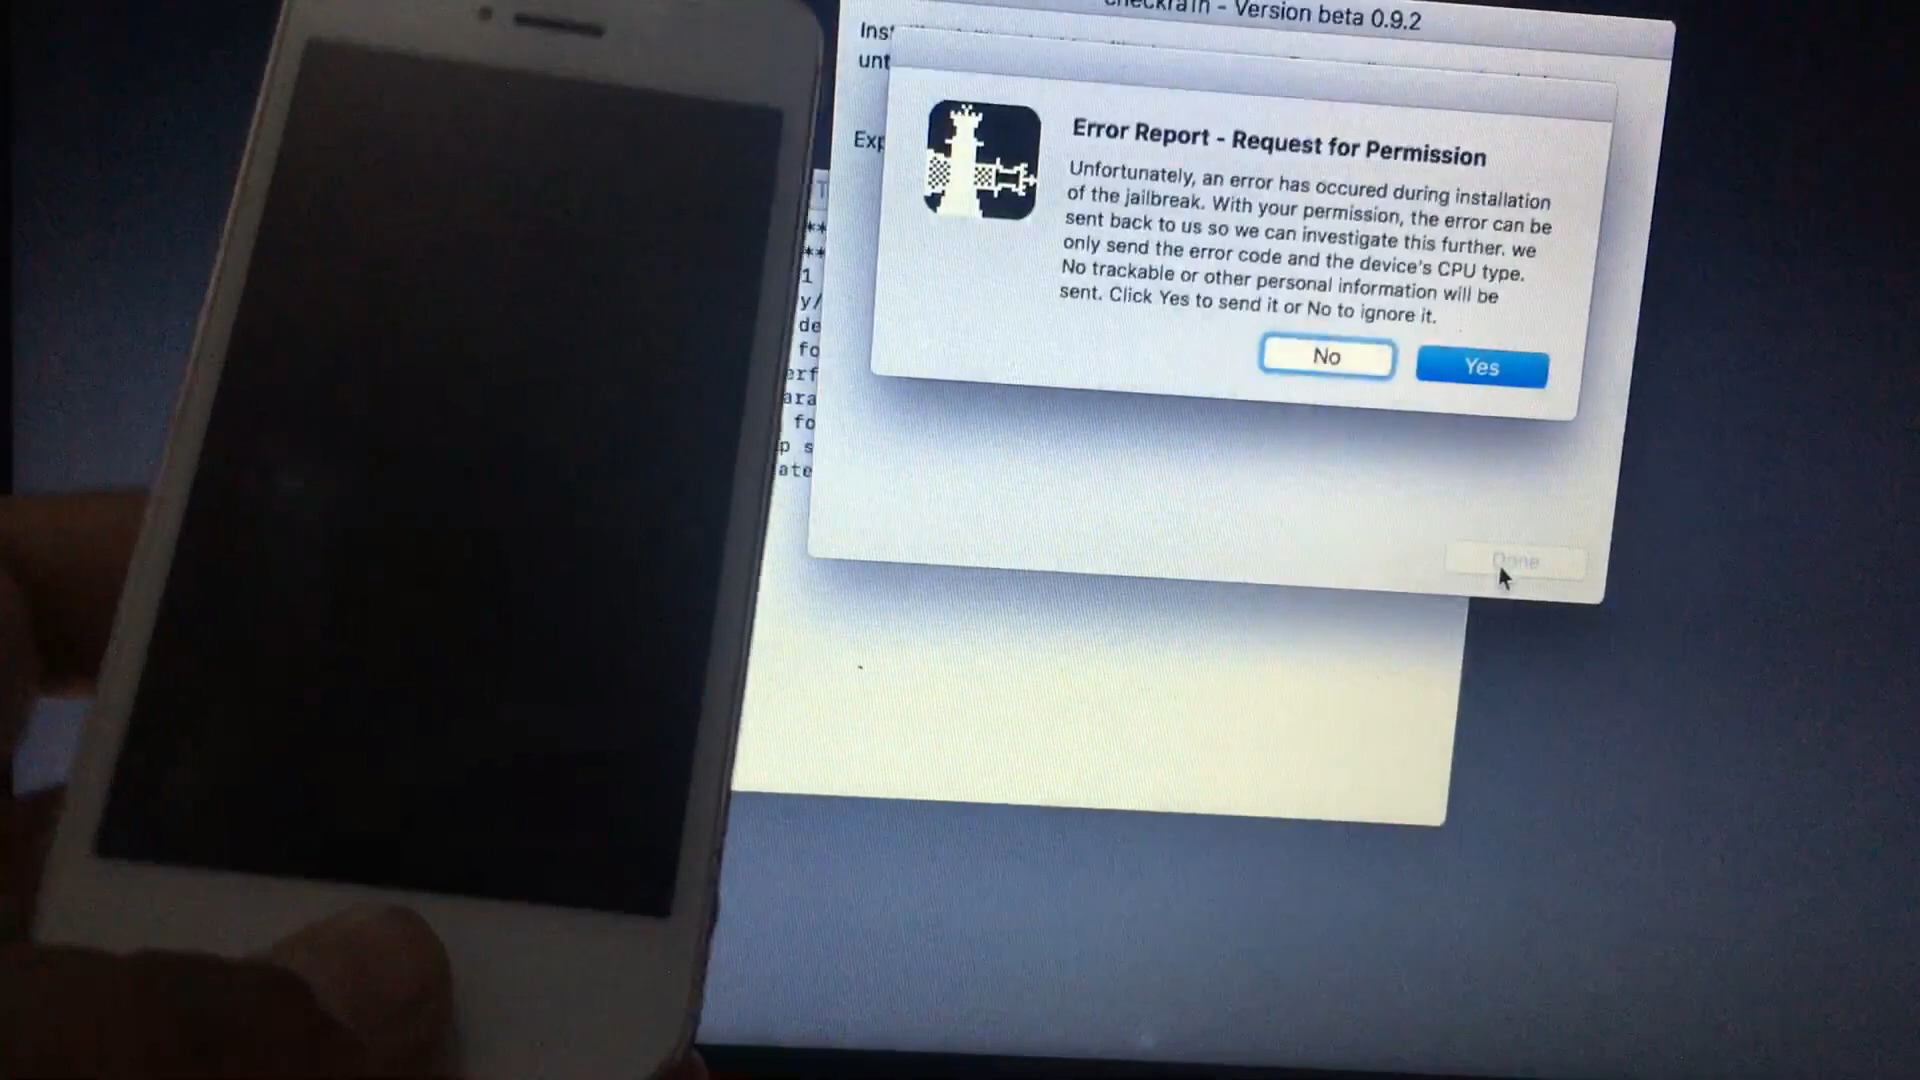 - Version beta 0.9.2
Error Report - Request for Permission
Unfortunately, an error has occured during installation
of the jailbreak. With your permission, the error can be
sent back to us so we can investigate this further. we
only send the error code and the device's CPU type.
No trackable or other personal information will be
sent. Click Yes to send it or No to ignore it.
No
Yes
Done